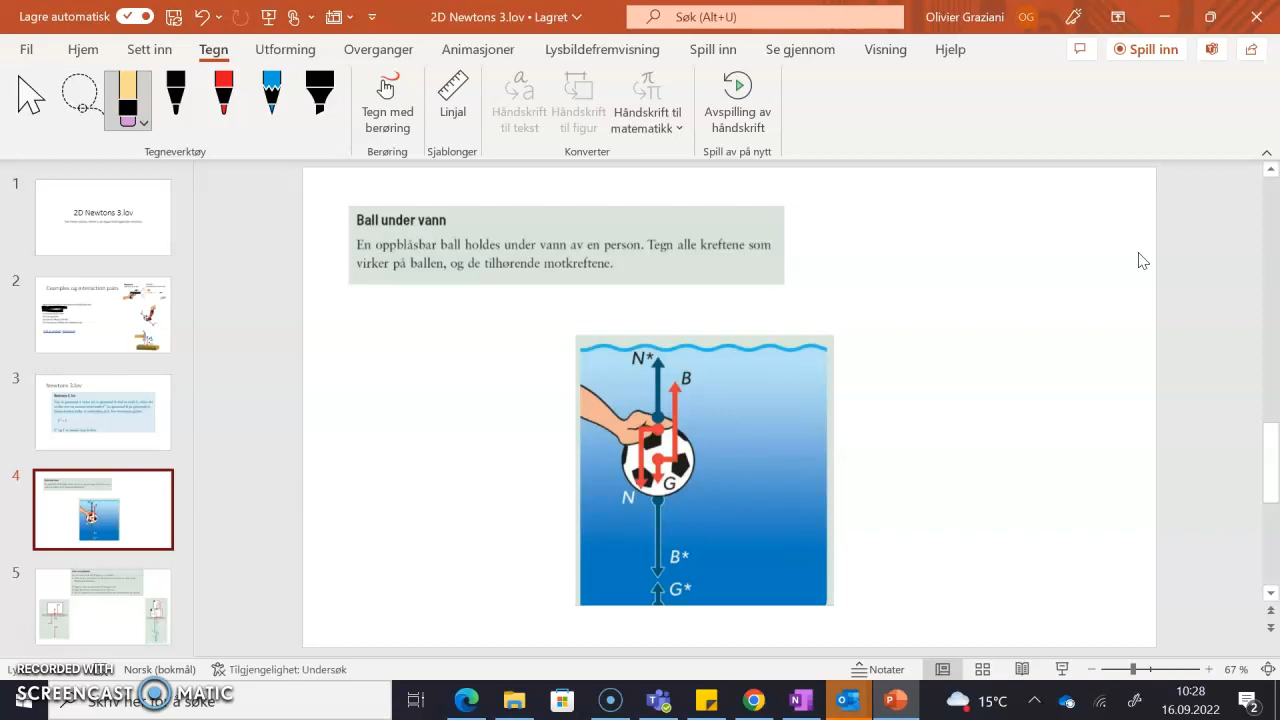 Lagre automatisk
2D Newtons 3.lov • Lagret
Søk (Alt+U)
Olivier Graziani
OG
Fil
Hjem
Sett inn
Tegn
Utforming
Overganger
Animasjoner
Lysbildefremvisning
Spill inn
Se gjennom
Visning
Hjelp
Spill inn
Tegn med
berøring
Linjal
Håndskrift
til tekst
Håndskrift
til figur
Håndskrift til
matematikk
Avspilling av
håndskrift
Tegneverktøy
Berøring
Sjablonger
Konverter
Spill av på nytt
1
2D Newtons 3.lov
2
Examples og interaction pairs
3
Newtons 3.lov
4
5
Ball under vann
En oppblåsbar ball holdes under vann av en person. Tegn alle kreftene som
virker på ballen, og de tilhørende motkreftene.
N*
B
G
N
B*
G*
RECORDED WITH
SCREENCAST MATIC
Norsk (bokmål)
Tilgjengelighet: Undersøk
Notater
67 %
Skriv her for å søke
15°C
10:28
16.09.2022
2